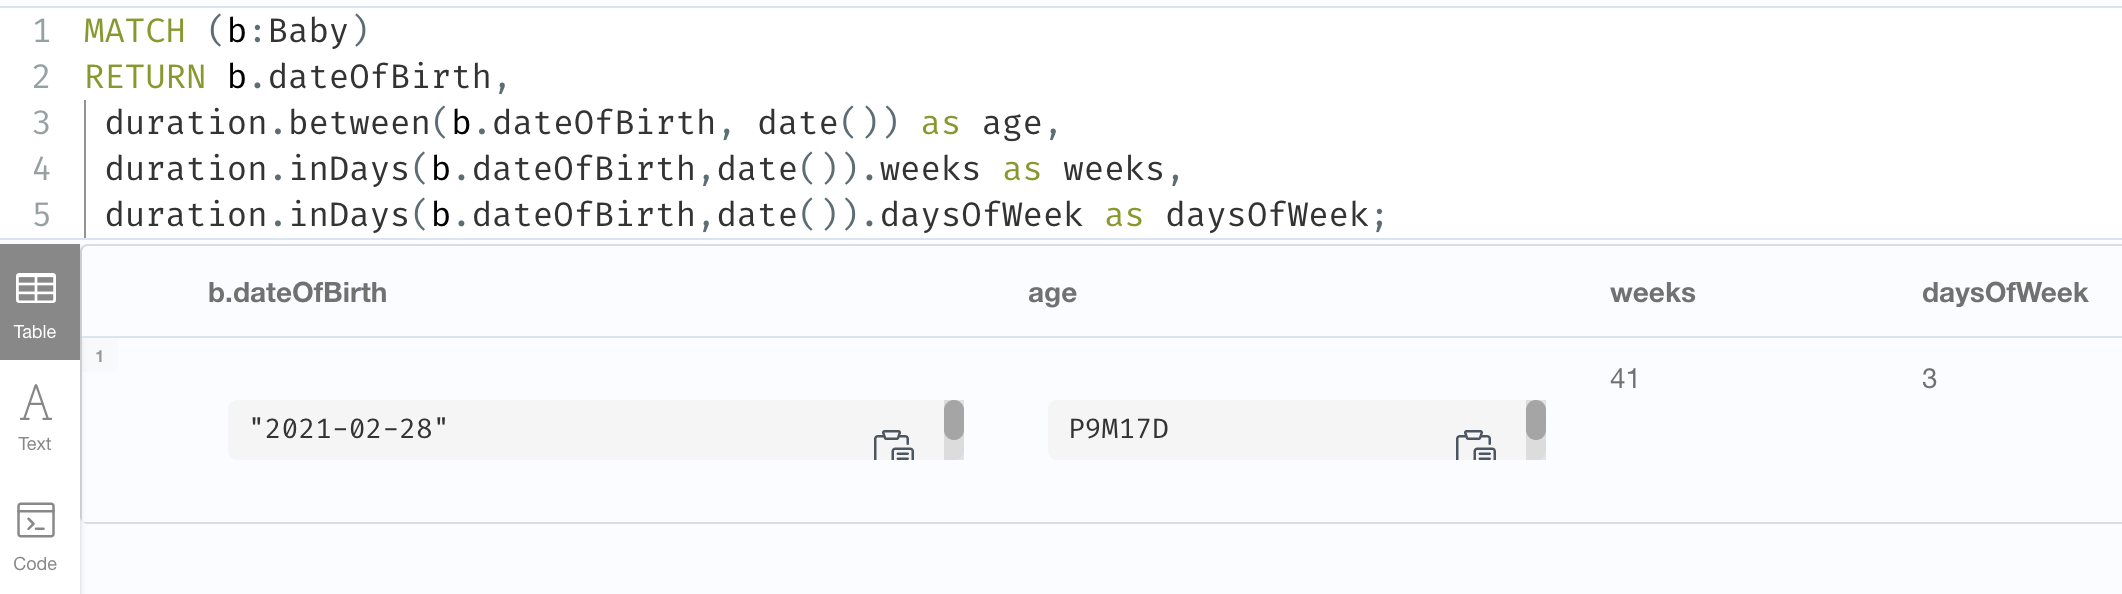 1 MATCH (b:Baby)
2 RETURN b.dateOfBirth,
3 duration.between(b.dateOfBirth, date()) as age,
4 duration.inDays(b.dateOfBirth,date()).weeks as weeks,
5 duration.inDays(b.dateOfBirth,date()).daysOfWeek as daysOfWeek;
b.dateOfBirth age weeks daysOfWeek
Table
1
41 3
"2021-02-28" P9M17D
Text
Code